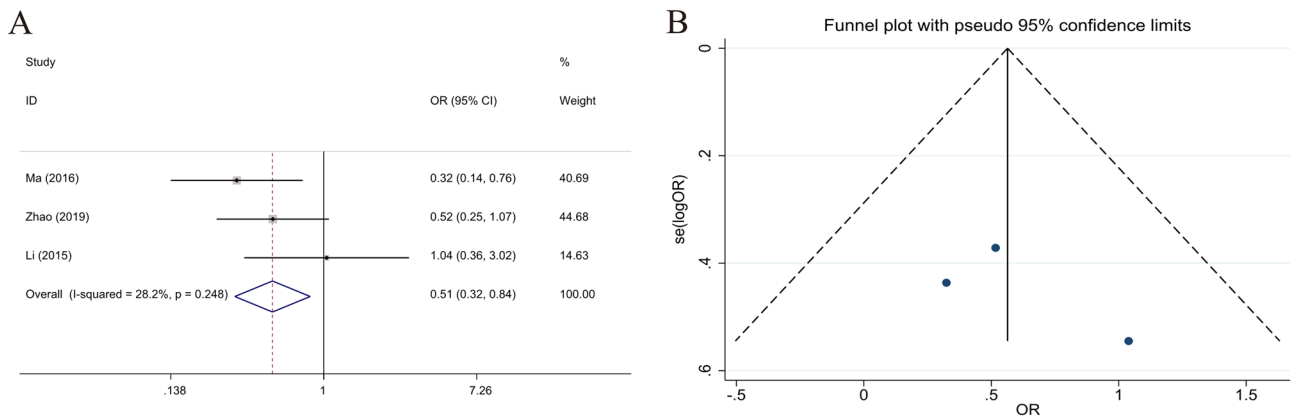 A
Study %
ID OR (95% CI) Weight
Ma (2016) 0.32 (0.14, 0.76) 40.69
Zhao (2019) 0.52 (0.25, 1.07) 44.68
Li (2015) 1.04 (0.36, 3.02) 14.63
Overall (I-squared = 28.2%, p = 0.248) 0.51 (0.32, 0.84) 100.00
.138 1 7.26
B
Funnel plot with pseudo 95% confidence limits
se(logOR)
0
.2
.4
.6
-.5 0 .5 1 1.5
OR